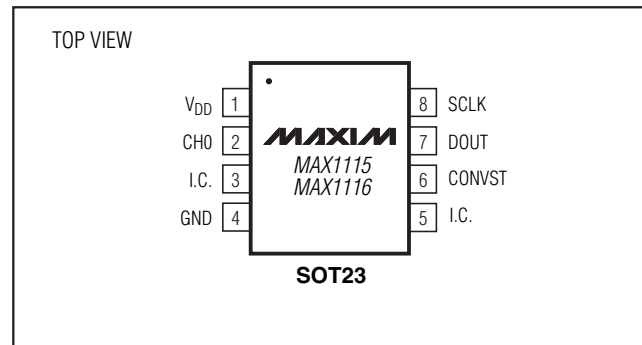 TOP VIEW
VDD 1
CH0 2
I.C. 3
GND 4
MAXIM
MAX1115
MAX1116
8 SCLK
7 DOUT
6 CONVST
5 I.C.
SOT23